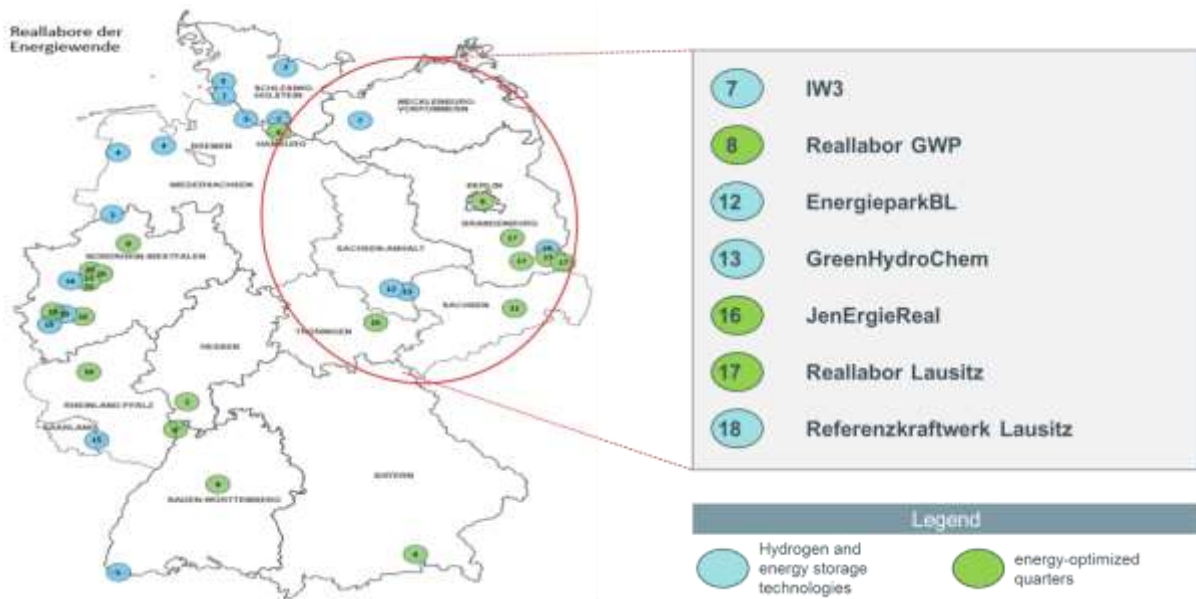 Reallabore der
Energiewende
SCHLESWIG-
HOLSTEIN
MECKLENBURG-
VORPOMMERN
HAMBURG
BREMEN
NIEDERSACHSEN
BERLIN
BRANDENBURG
SACHSEN-ANHALT
NORDRHEIN-WESTFALEN
SACHSEN
THÜRINGEN
HESSEN
RHEINLAND-PFALZ
SAARLAND
BAYERN
BADEN-WÜRTTEMBERG
7 IW3
8 Reallabor GWP
12 EnergieparkBL
13 GreenHydroChem
16 JenErgieReal
17 Reallabor Lausitz
18 Referenzkraftwerk Lausitz
Legend
Hydrogen and
energy storage
technologies
energy-optimized
quarters